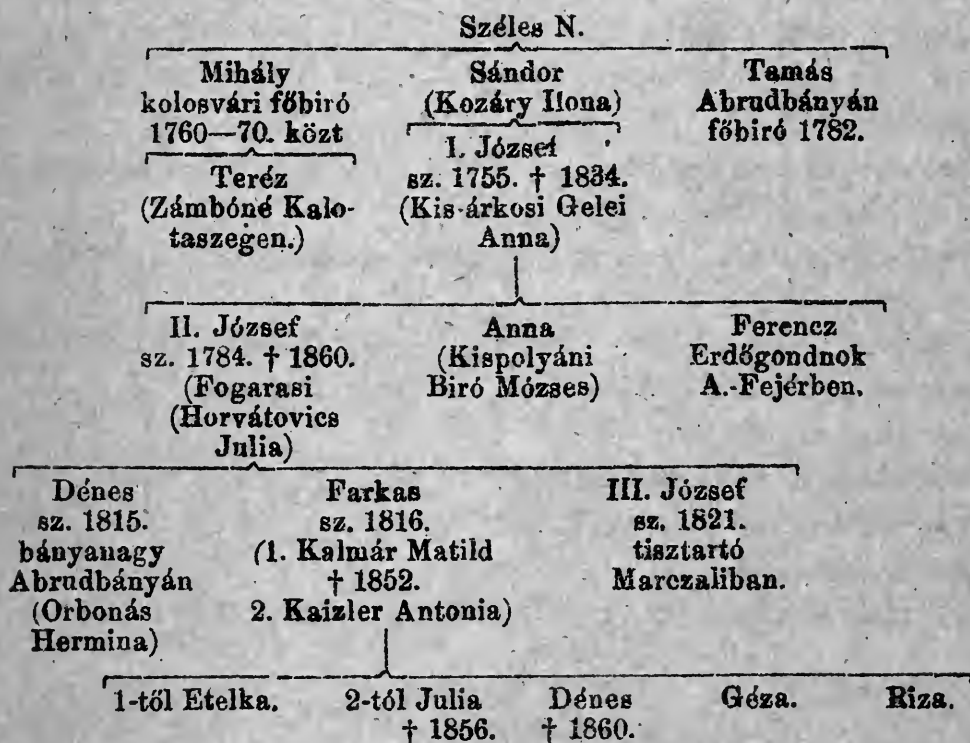 Széles N.
Mihály
kolosvári főbiró
1760—70. közt
Teréz
(Zámbóné Kalo-
taszegen.)
Sándor
(Kozáry Ilona)
I. József
sz. 1755. † 1834.
(Kis-árkosi Gelei
Anna)
Tamás
Abrudbányán
főbiró 1782.
II. József
sz. 1784. † 1860.
(Fogarasi
(Horvátovics
Julia)
Anna
(Kispolyáni
Biró Mózses)
Ferencz
Erdőgondnok
A.-Fejérben.
Dénes
sz. 1815.
bányanagy
Abrudbányán
(Orbonás
Hermina)
Farkas
sz. 1816.
(1. Kalmár Matild
† 1852.
2. Kaizler Antonia)
III. József
sz. 1821.
tisztartó
Marczaliban.
1-től Etelka.
2-tól Julia
† 1856.
Dénes
† 1860.
Géza.
Riza.